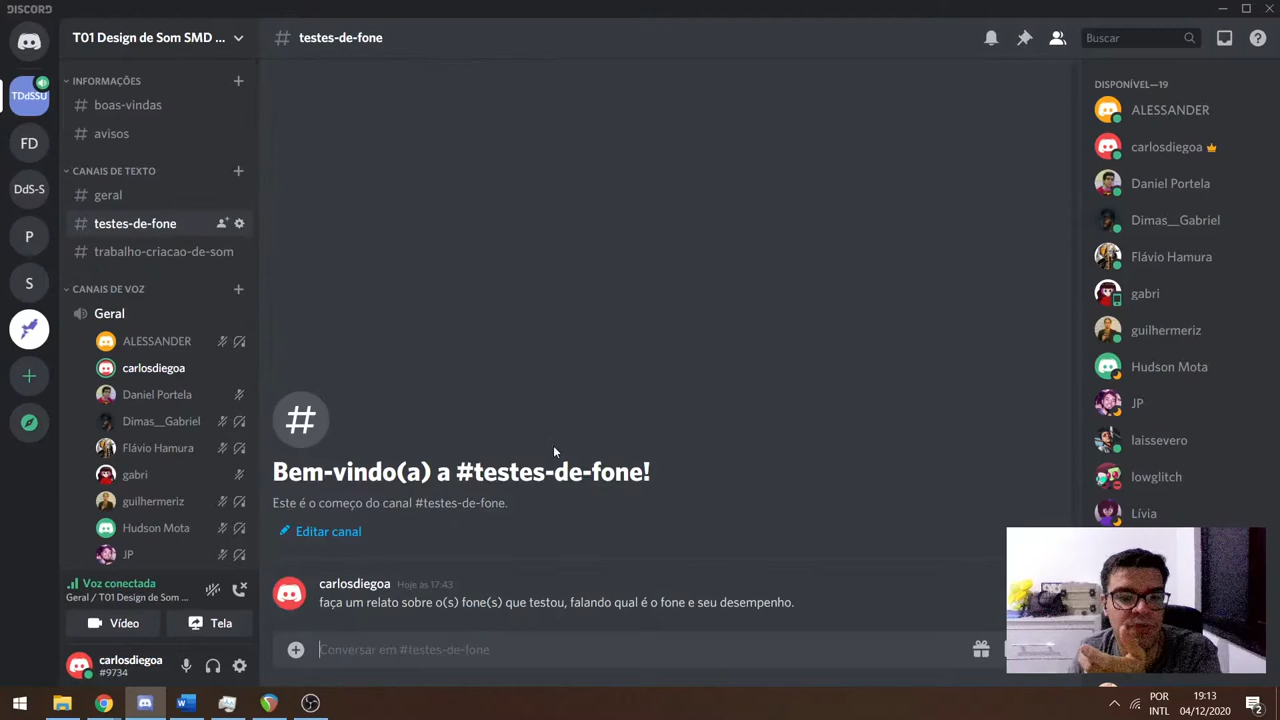 DISCORD
T01 Design de Som SMD ...
testes-de-fone
Buscar
INFORMAÇÕES
boas-vindas
avisos
CANAIS DE TEXTO
geral
testes-de-fone
trabalho-criacao-de-som
CANAIS DE VOZ
Geral
ALESSANDER
carlosdiegoa
Daniel Portela
Dimas__Gabriel
Flávio Hamura
gabri
guilhermeriz
Hudson Mota
JP
Voz conectada
Geral / T01 Design de Som ...
Vídeo
Tela
carlosdiegoa
#9734
TDdSSU
FD
DdS-S
P
S
Bem-vindo(a) a #testes-de-fone!
Este é o começo do canal #testes-de-fone.
Editar canal
carlosdiegoa Hoje às 17:43
faça um relato sobre o(s) fone(s) que testou, falando qual é o fone e seu desempenho.
Conversar em #testes-de-fone
DISPONÍVEL—19
ALESSANDER
carlosdiegoa
Daniel Portela
Dimas__Gabriel
Flávio Hamura
gabri
guilhermeriz
Hudson Mota
JP
laissevero
lowglitch
Lívia
POR
INTL
19:13
04/12/2020
2